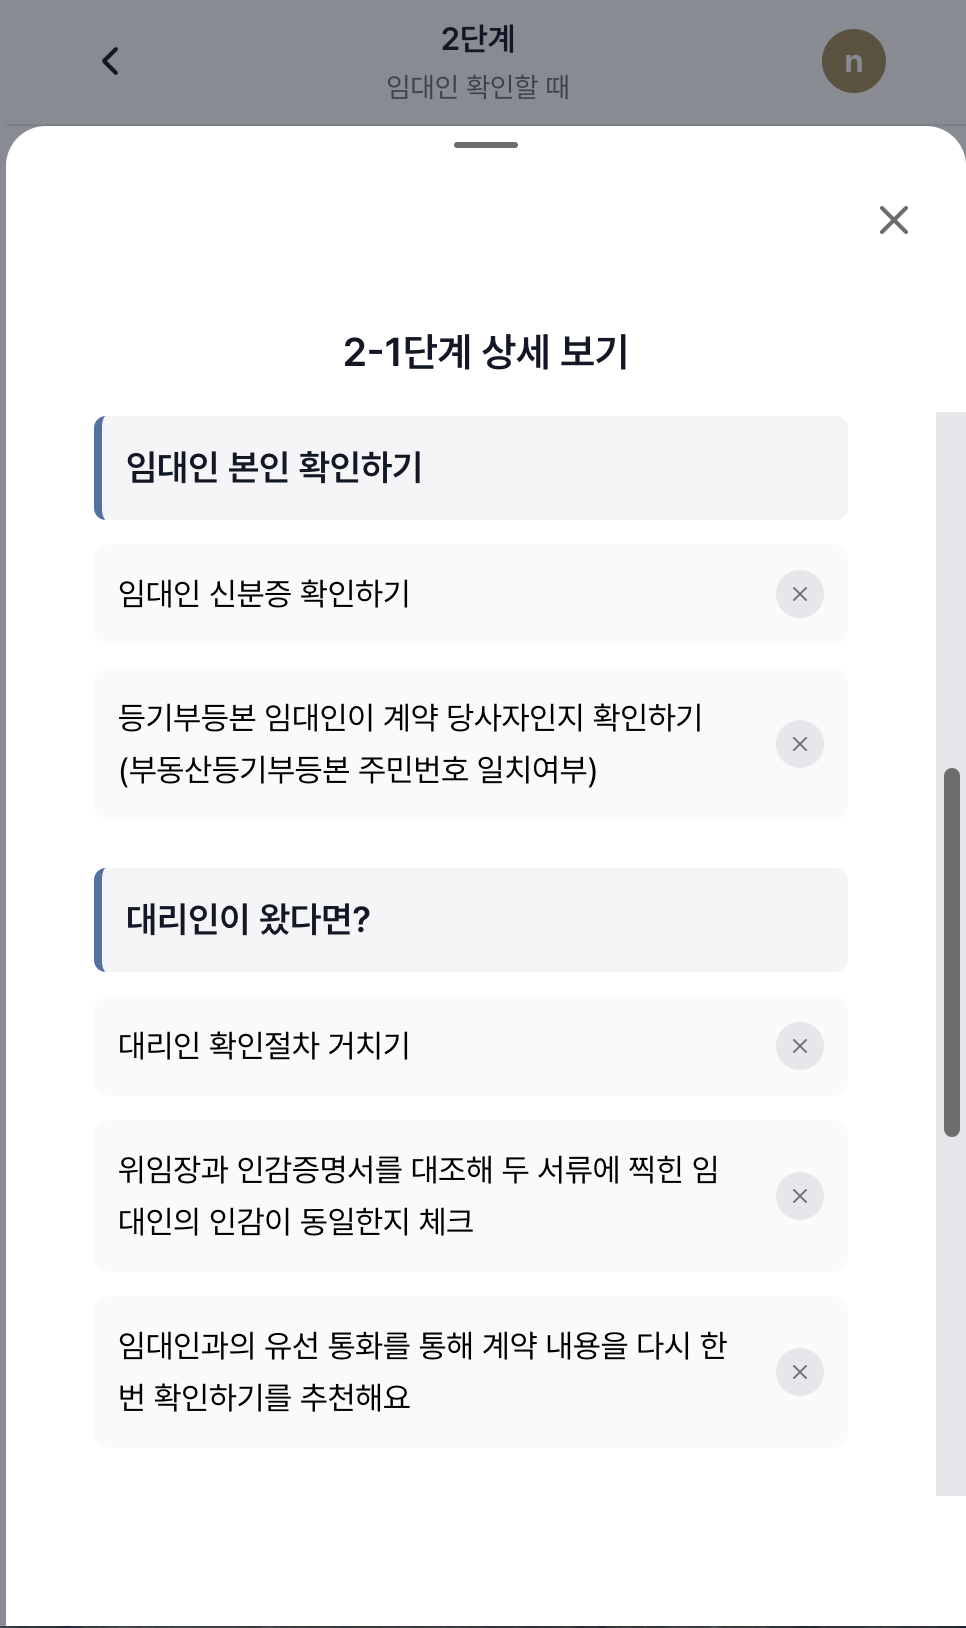 2단계
임대인 확인할 때
n
2-1단계 상세 보기
임대인 본인 확인하기
임대인 신분증 확인하기
등기부등본 임대인이 계약 당사자인지 확인하기
(부동산등기부등본 주민번호 일치여부)
대리인이 왔다면?
대리인 확인절차 거치기
위임장과 인감증명서를 대조해 두 서류에 찍힌 임
대인의 인감이 동일한지 체크
임대인과의 유선 통화를 통해 계약 내용을 다시 한
번 확인하기를 추천해요